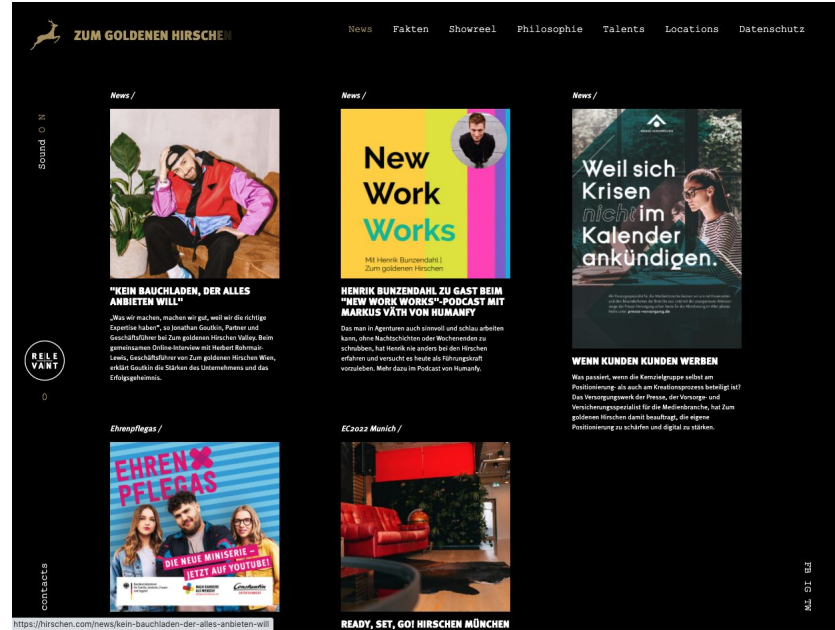 ZUM GOLDENEN HIRSCHEN
News Fakten Showreel Philosophie Talents Locations Datenschutz
Sound ON
News /
"KEIN BAUCHLADEN, DER ALLES
ANBIETEN WILL"
„Was wir machen, machen wir gut, weil wir die richtige
Expertise haben", so Jonathan Goutkin, Partner und
Geschäftsführer bei Zum goldenen Hirschen Valley. Beim
gemeinsamen Online-Interview mit Herbert Rohrmair-
Lewis, Geschäftsführer von Zum goldenen Hirschen Wien,
erklärt Goutkin die Stärken des Unternehmens und das
Erfolgsgeheimnis.
News /
New
Work
Works
Mit Henrik Bunzendahl |
Zum goldenen Hirschen
HENRIK BUNZENDAHL ZU GAST BEIM
"NEW WORK WORKS"-PODCAST MIT
MARKUS VÄTH VON HUMANFY
Das man in Agenturen auch sinnvoll und schlau arbeiten
kann, ohne Nachtschichten oder Wochenenden zu
schrubben, hat Henrik nie anders bei den Hirschen
erfahren und versucht es heute als Führungskraft
vorzuleben. Mehr dazu im Podcast von Humanfy.
News /
Weil sich
Krisen
nicht im
Kalender
ankündigen.
WENN KUNDEN KUNDEN WERBEN
Was passiert, wenn die Kernzielgruppe selbst am
Positionierung- als auch am Kreationsprozess beteiligt ist?
Das Versorgungswerk der Presse, der Vorsorge- und
Versicherungsspezialist für die Medienbranche, hat Zum
goldenen Hirschen damit beauftragt, die eigene
Positionierung zu schärfen und digital zu stärken.
RELE
VANT
0
Ehrenpflegas /
EHREN
PFLEGAS
DIE NEUE MINISERIE –
JETZT AUF YOUTUBE!
Constantin
EC2022 Munich /
READY, SET, GO! HIRSCHEN MÜNCHEN
contacts
FB IG TW
https://hirschen.com/news/kein-bauchladen-der-alles-anbieten-will